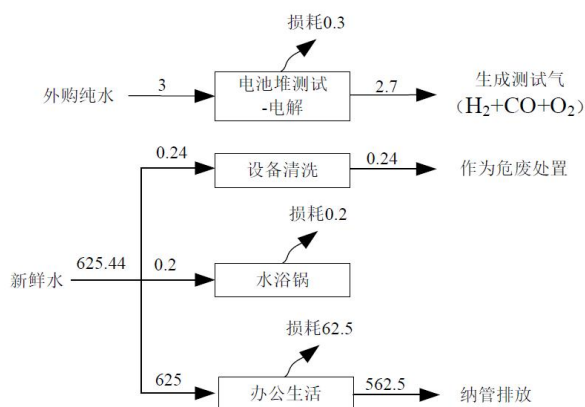 损耗0.3
外购纯水
3
电池堆测试
-电解
2.7
生成测试气
（H₂+CO+O₂）
0.24
设备清洗
0.24
作为危废处置
损耗0.2
新鲜水
625.44
0.2
水浴锅
损耗62.5
625
办公生活
562.5
纳管排放